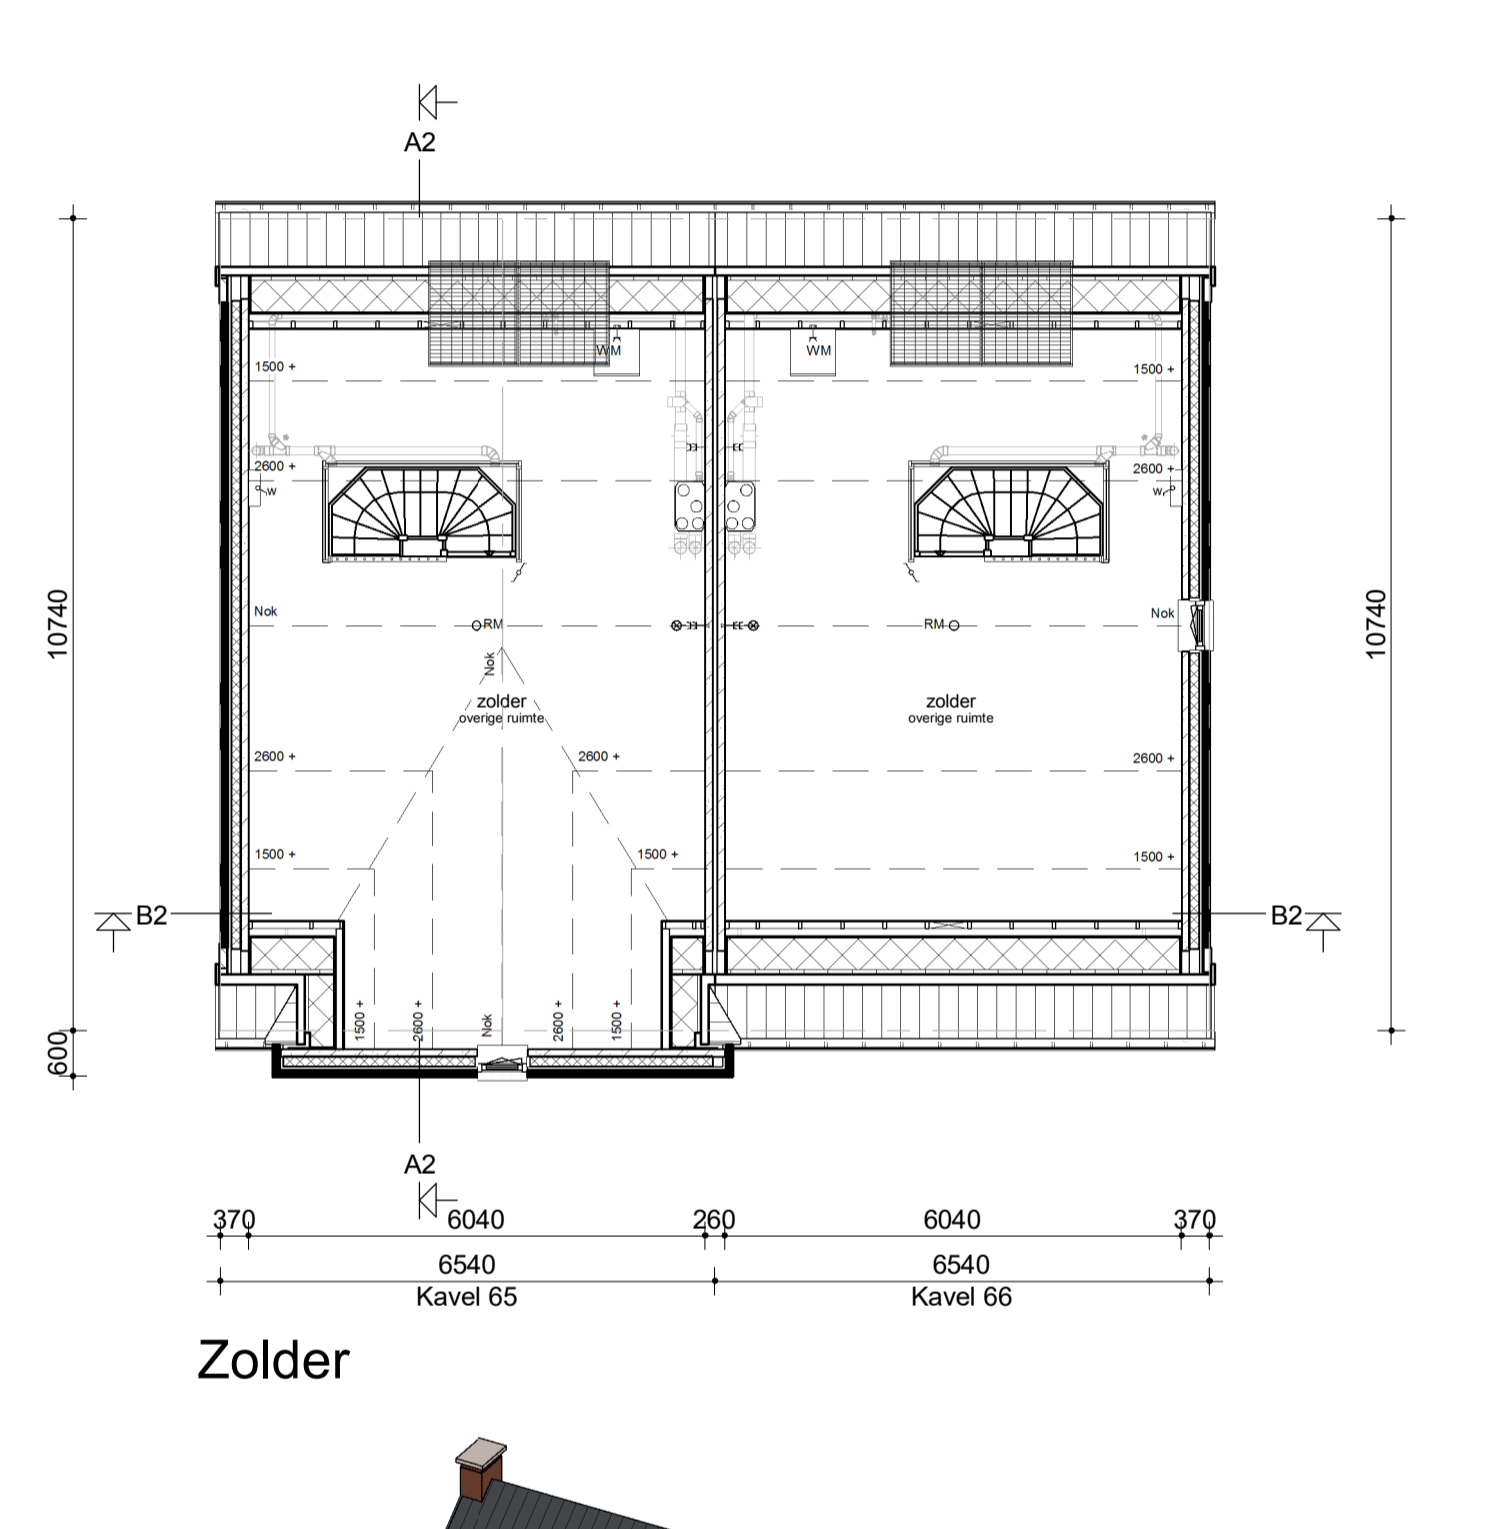 A2
WM
WM
1500 +
1500 +
2600 +
2600 +
W
W
10740
10740
Nok
RM
RM
Nok
Nok
zolder
overige ruimte
zolder
overige ruimte
2600 +
2600 +
2600 +
1500 +
1500 +
1500 +
B2
B2
1500 +
2600 +
Nok
2600 +
1500 +
600
A2
370
6040
260
6040
370
6540
6540
Kavel 65
Kavel 66
Zolder